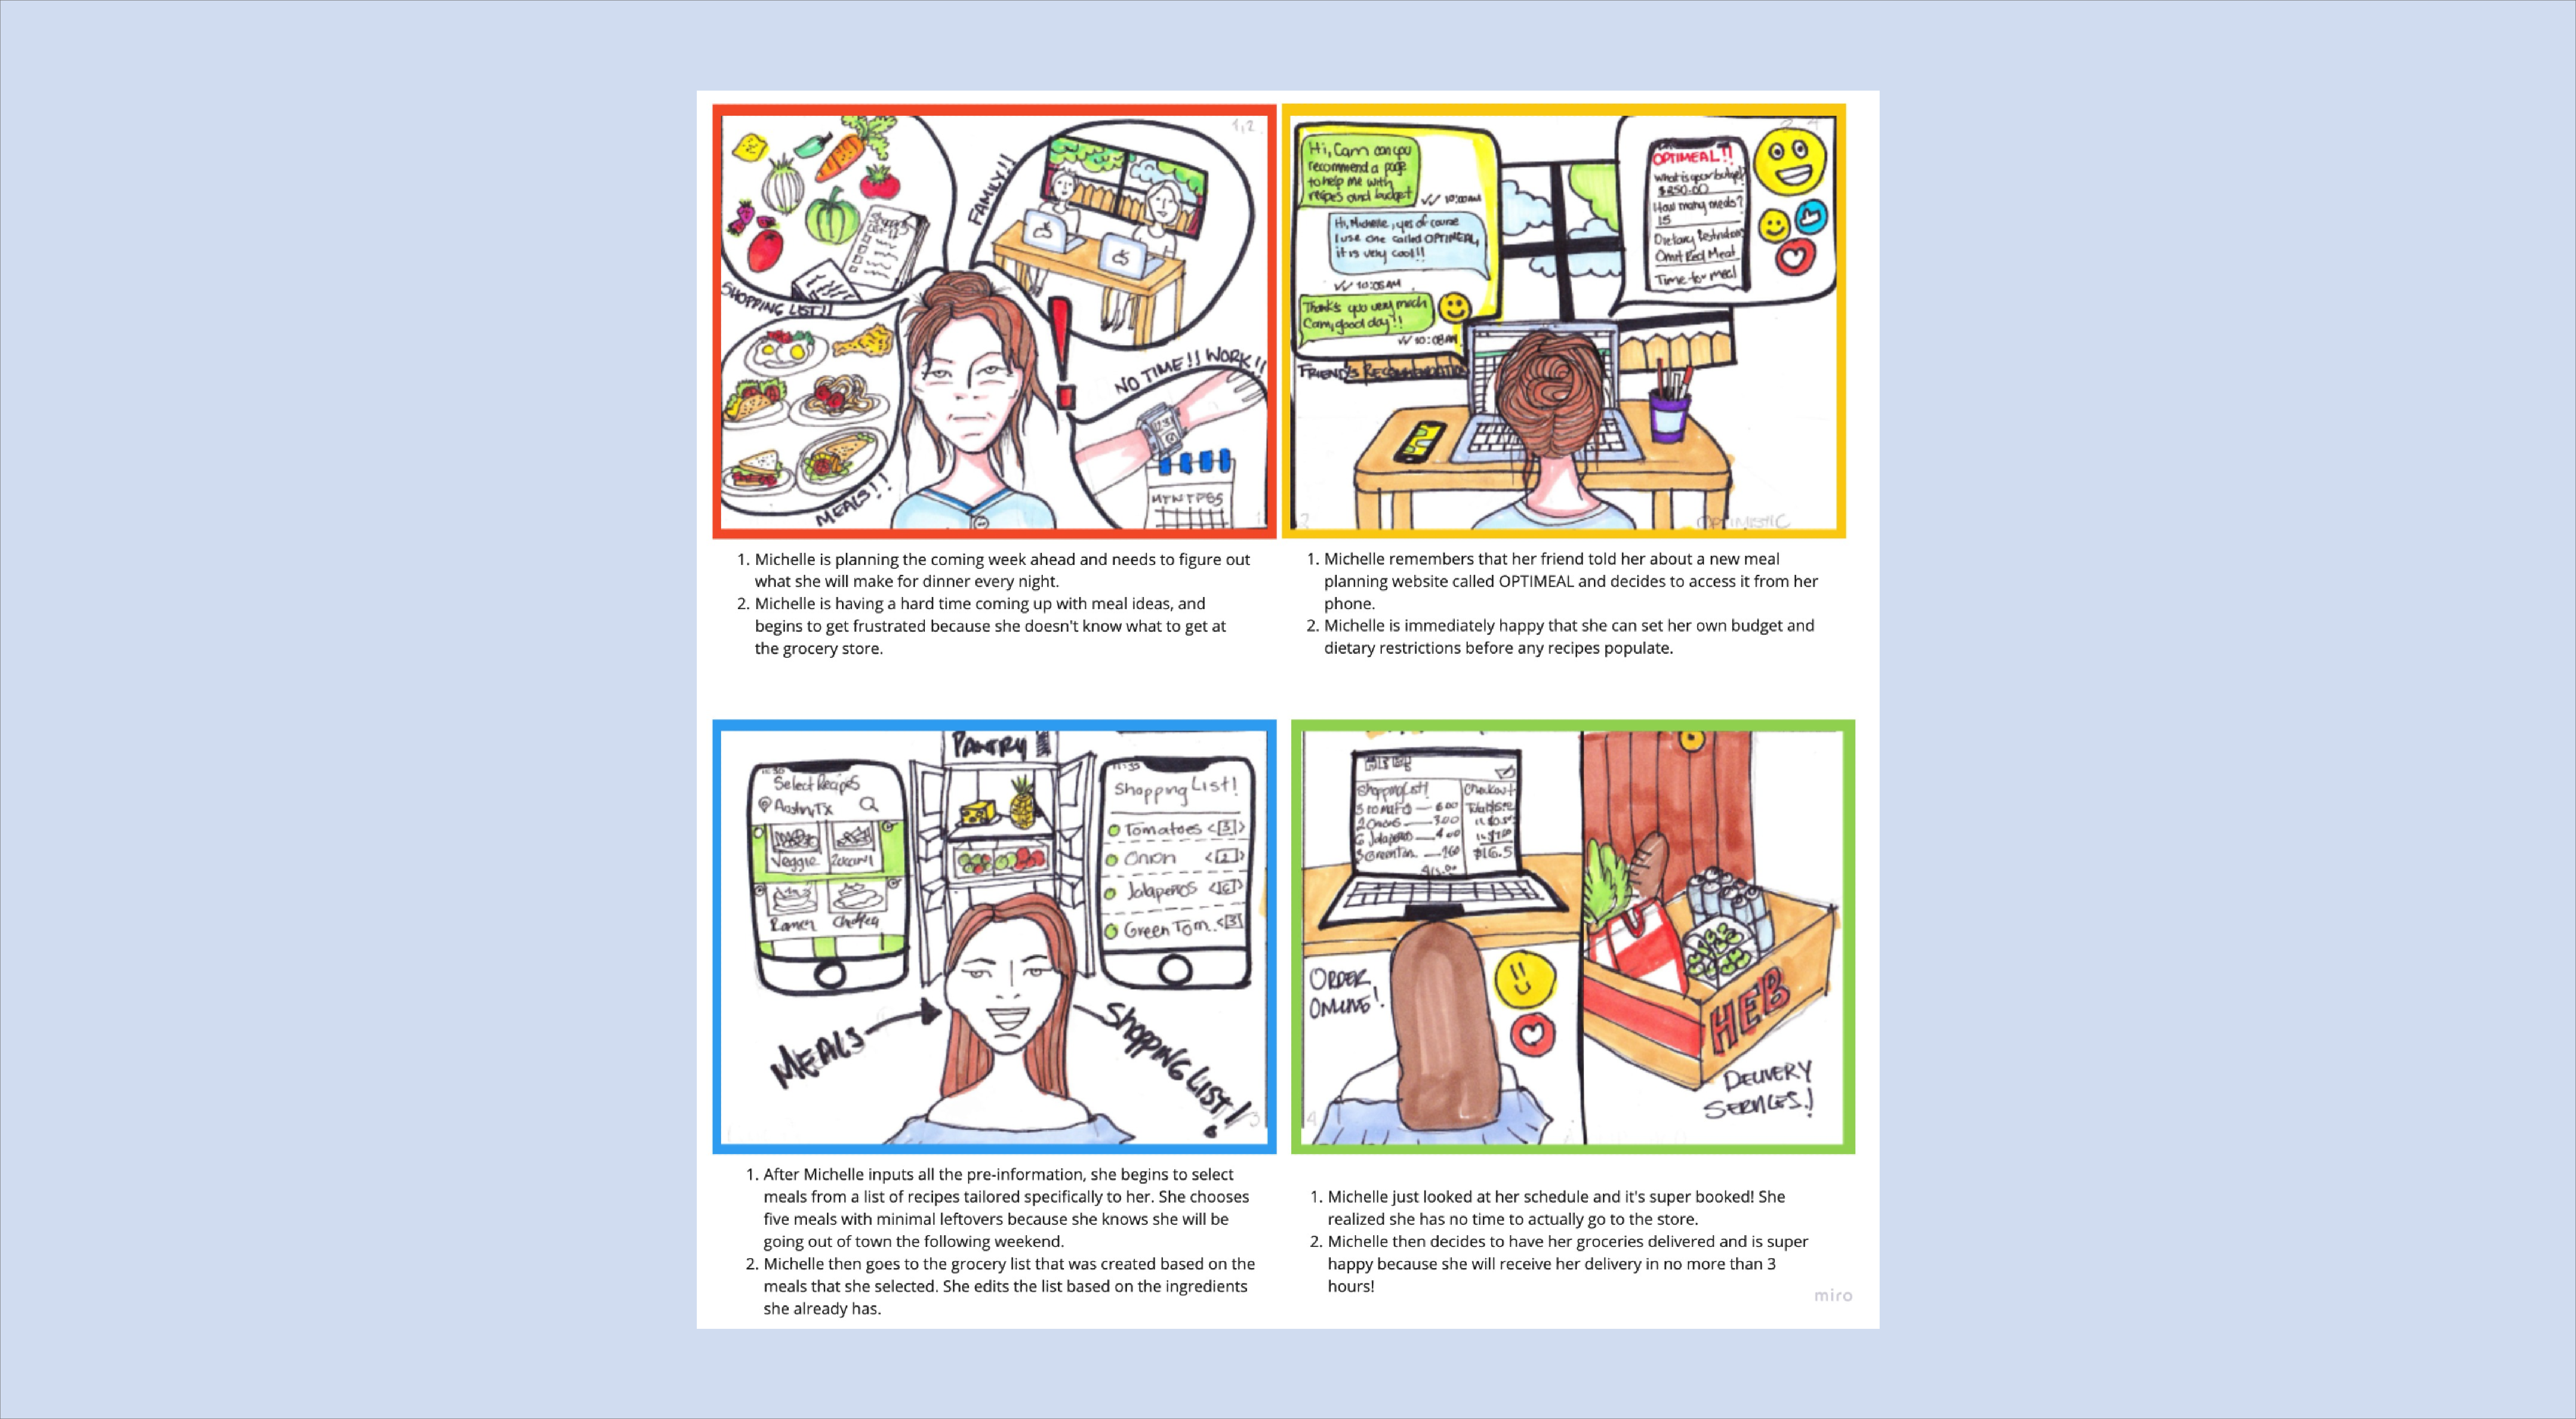 1,2
SHOPPING LIST!!
FAMILY!!
NO TIME!! WORK!!
MEALS!!
Hi, Cam can you
recommend a page
to help me with
recipes and budget
10:00AM
Hi, Michelle, yes of course
I use one called OPTIMEAL,
it is very cool!!
10:05AM
Thanks you very much
Cam, good day!!
10:08AM
FRIEND'S RECOMMENDATION
OPTIMEAL!!
What is your budget?
$250.00
How many meals?
15
Dietary Restrictions
Omit Red Meat
Time for meal
OPTIMISTIC
1. Michelle is planning the coming week ahead and needs to figure out
what she will make for dinner every night.
2. Michelle is having a hard time coming up with meal ideas, and
begins to get frustrated because she doesn't know what to get at
the grocery store.
1. Michelle remembers that her friend told her about a new meal
planning website called OPTIMEAL and decides to access it from her
phone.
2. Michelle is immediately happy that she can set her own budget and
dietary restrictions before any recipes populate.
Select Recipes
Austin, Tx
Veggie
Ramen
PANTRY
Shopping List!
Tomatoes <[3]>
Onion
Jalapeños <[6]>
Green Tom. <[3]
MEALS
SHOPPING LIST!
3
HEB
Shopping List!
Checkout
$16.5
ORDER
ONLINE!
4
HEB
DELIVERY
SERVICES!
1. After Michelle inputs all the pre-information, she begins to select
meals from a list of recipes tailored specifically to her. She chooses
five meals with minimal leftovers because she knows she will be
going out of town the following weekend.
2. Michelle then goes to the grocery list that was created based on the
meals that she selected. She edits the list based on the ingredients
she already has.
1. Michelle just looked at her schedule and it's super booked! She
realized she has no time to actually go to the store.
2. Michelle then decides to have her groceries delivered and is super
happy because she will receive her delivery in no more than 3
hours!
miro